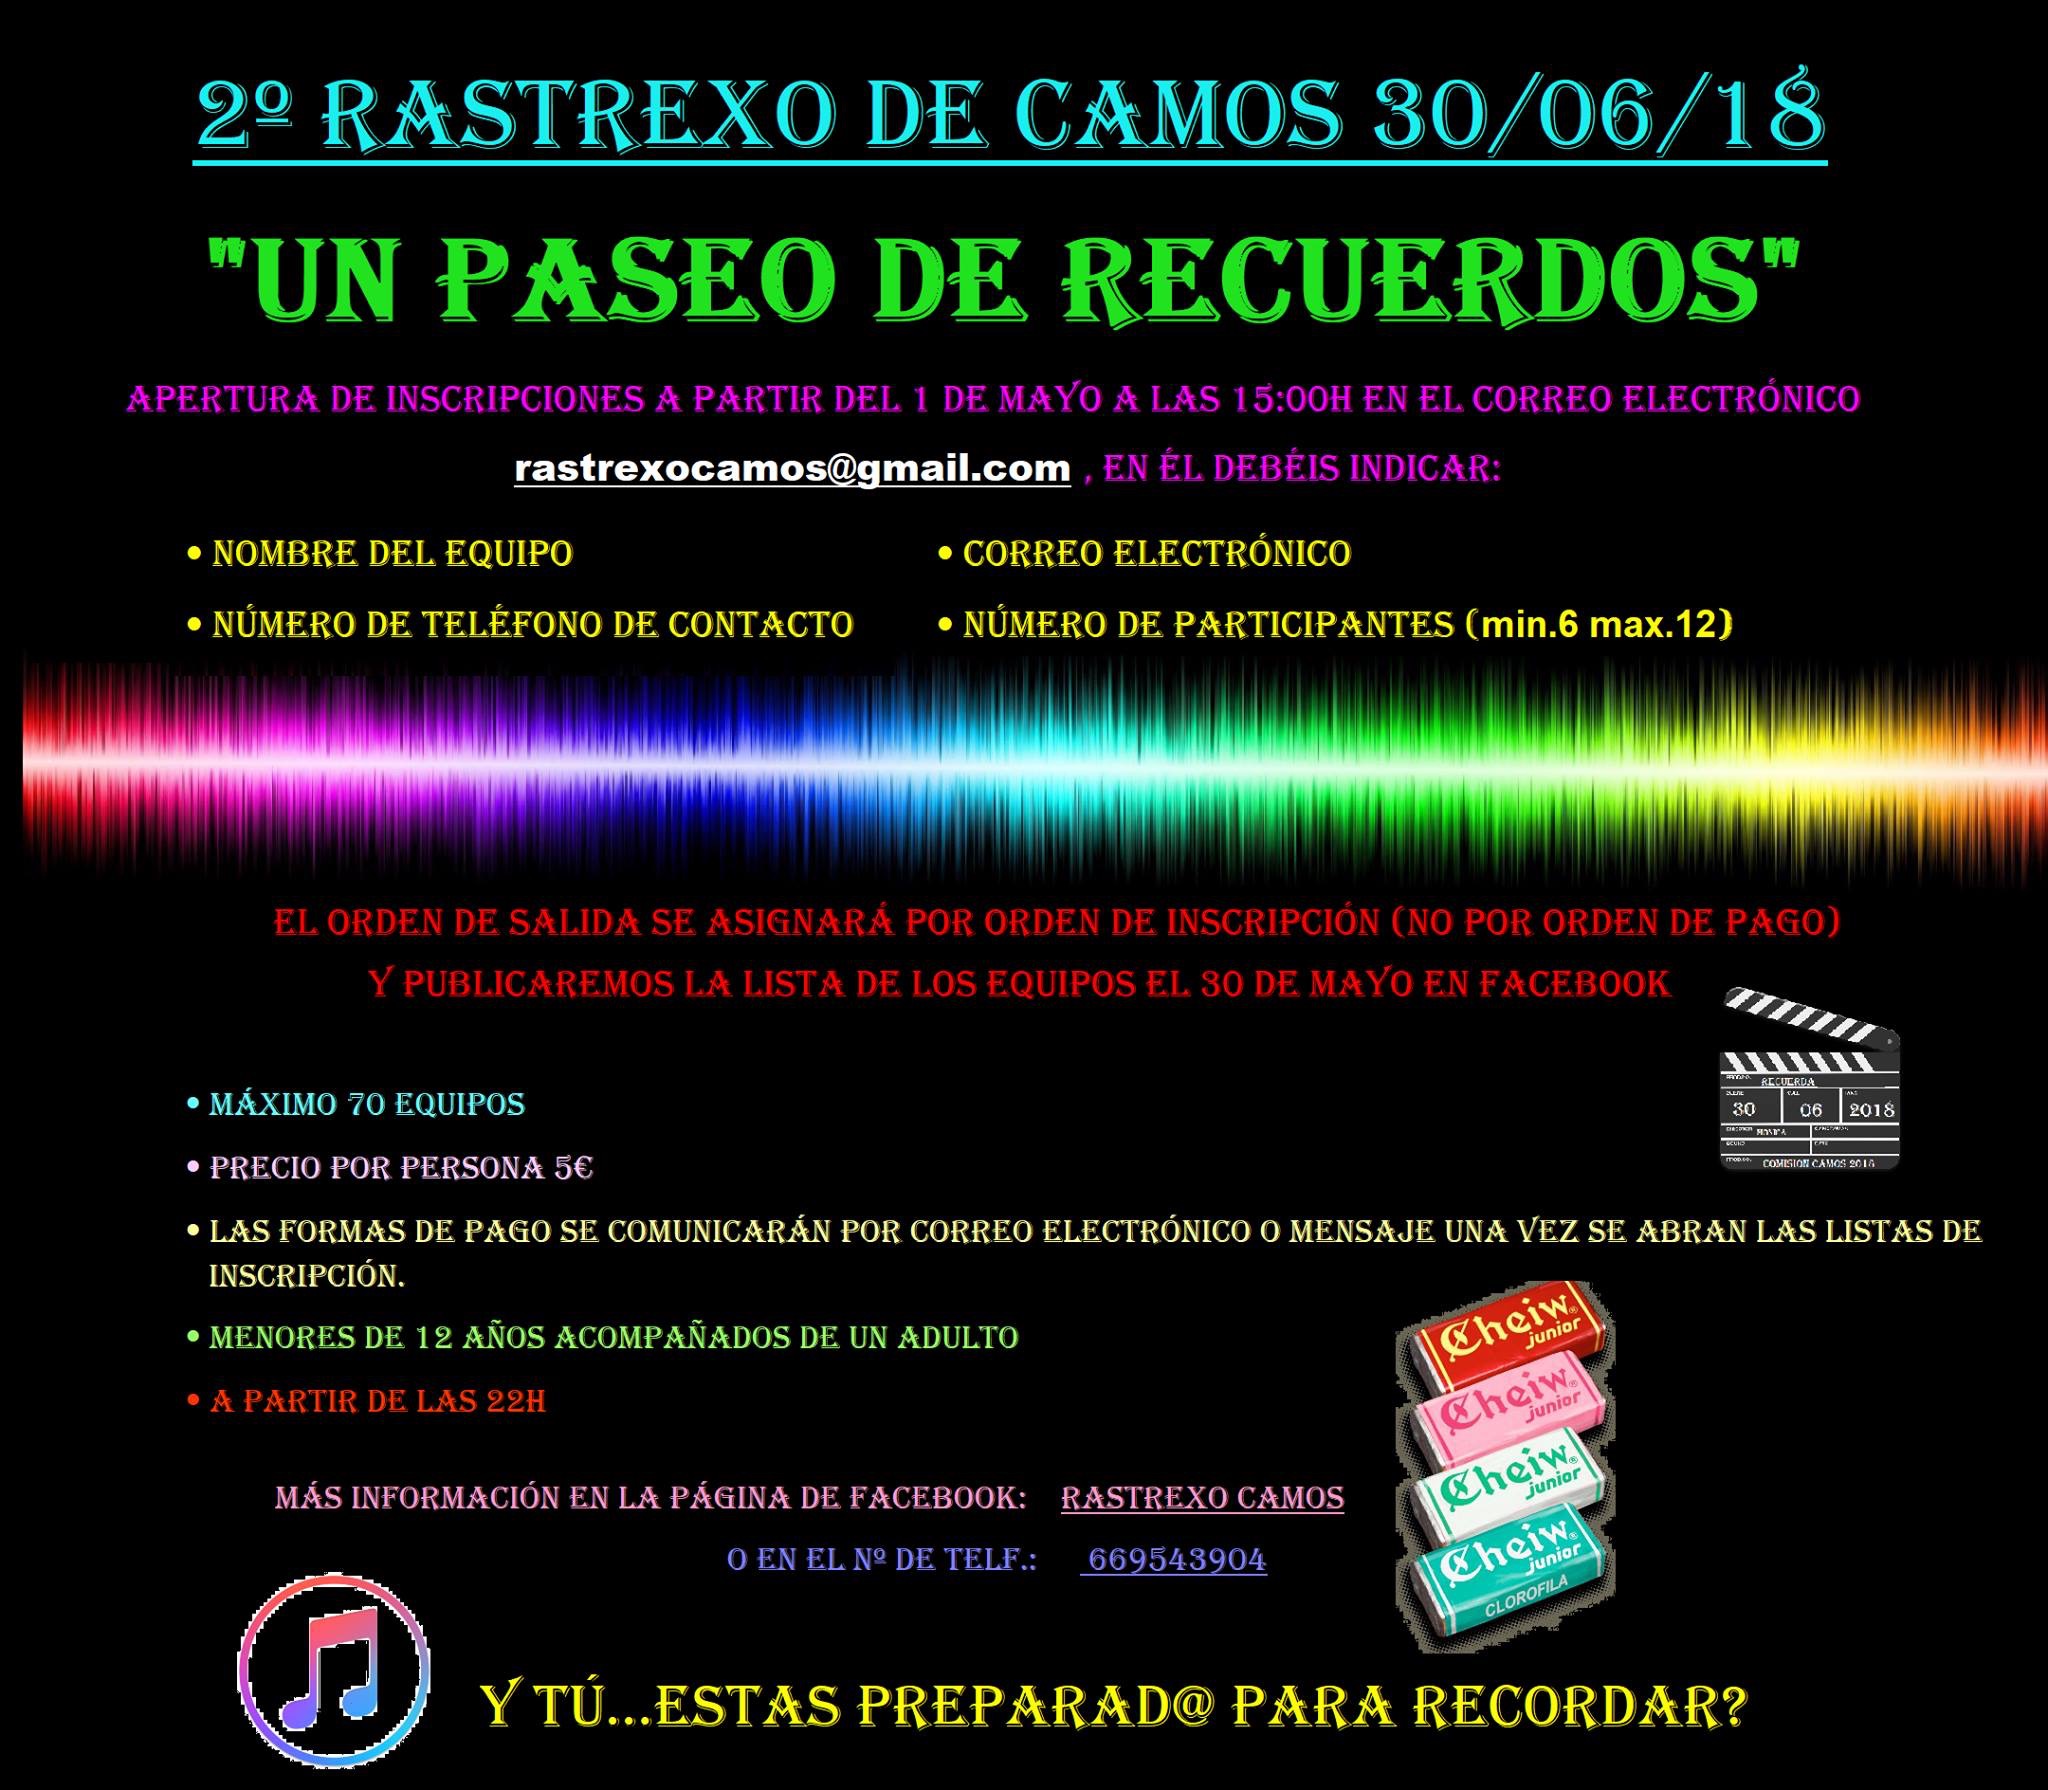 2º RASTREXO DE CAMOS 30/06/18
"UN PASEO DE RECUERDOS"
APERTURA DE INSCRIPCIONES A PARTIR DEL 1 DE MAYO A LAS 15:00H EN EL CORREO ELECTRÓNICO
rastrexocamos@gmail.com , EN ÉL DEBÉIS INDICAR:
• NOMBRE DEL EQUIPO
• CORREO ELECTRÓNICO
• NÚMERO DE TELÉFONO DE CONTACTO
• NÚMERO DE PARTICIPANTES (min.6 max.12)
EL ORDEN DE SALIDA SE ASIGNARÁ POR ORDEN DE INSCRIPCIÓN (NO POR ORDEN DE PAGO)
Y PUBLICAREMOS LA LISTA DE LOS EQUIPOS EL 30 DE MAYO EN FACEBOOK
RECUERDA
30 06 2018
MONICA
COMISION CAMOS 2018
• MÁXIMO 70 EQUIPOS
• PRECIO POR PERSONA 5€
• LAS FORMAS DE PAGO SE COMUNICARÁN POR CORREO ELECTRÓNICO O MENSAJE UNA VEZ SE ABRAN LAS LISTAS DE
INSCRIPCIÓN.
• MENORES DE 12 AÑOS ACOMPAÑADOS DE UN ADULTO
• A PARTIR DE LAS 22H
Cheiw®
junior
Cheiw®
junior
Cheiw®
junior
Cheiw®
junior
CLOROFILA
MÁS INFORMACIÓN EN LA PÁGINA DE FACEBOOK: RASTREXO CAMOS
O EN EL Nº DE TELF.: 669543904
Y TÚ...ESTAS PREPARAD@ PARA RECORDAR?